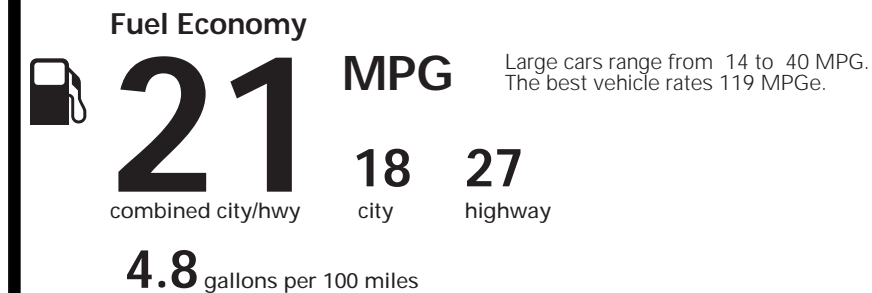 Fuel Economy
21 MPG
Large cars range from 14 to 40 MPG.
The best vehicle rates 119 MPGe.
18 27
combined city/hwy city highway
4.8 gallons per 100 miles